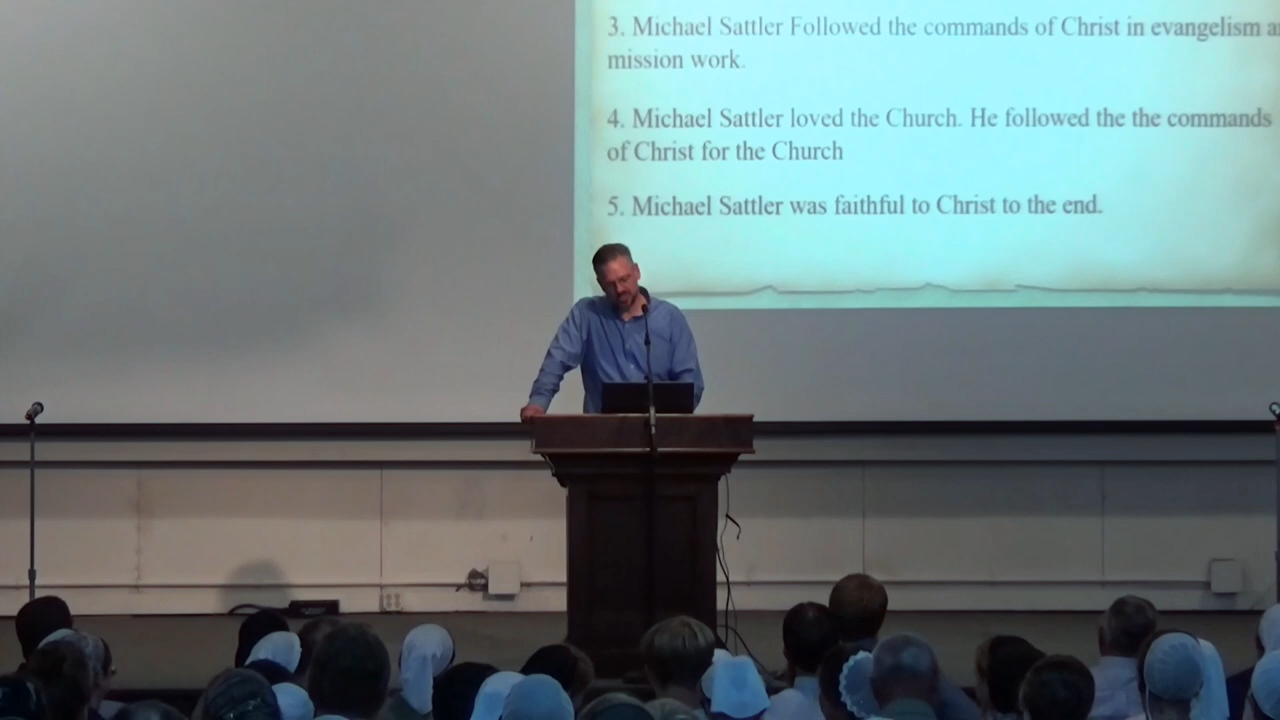 3. Michael Sattler Followed the commands of Christ in evangelism
mission work.
4. Michael Sattler loved the Church. He followed the the commands
of Christ for the Church
5. Michael Sattler was faithful to Christ to the end.